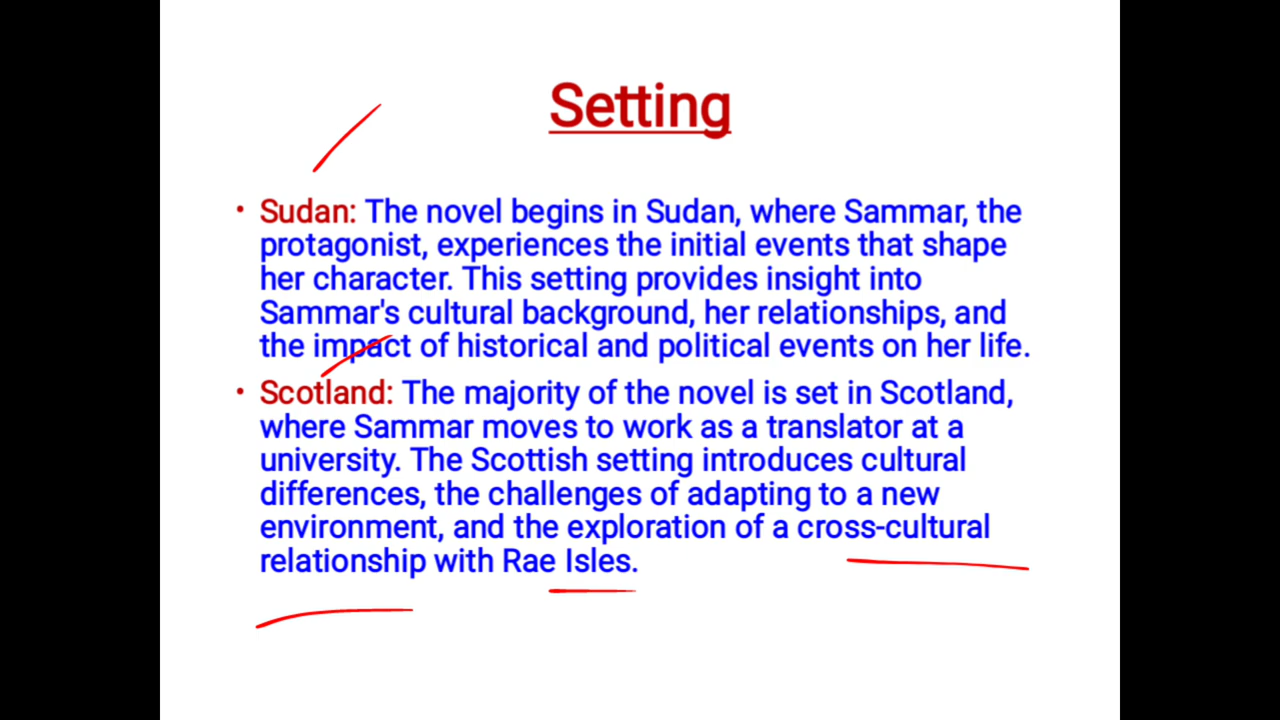 Setting
• Sudan: The novel begins in Sudan, where Sammar, the
protagonist, experiences the initial events that shape
her character. This setting provides insight into
Sammar's cultural background, her relationships, and
the impact of historical and political events on her life.
• Scotland: The majority of the novel is set in Scotland,
where Sammar moves to work as a translator at a
university. The Scottish setting introduces cultural
differences, the challenges of adapting to a new
environment, and the exploration of a cross-cultural
relationship with Rae Isles.